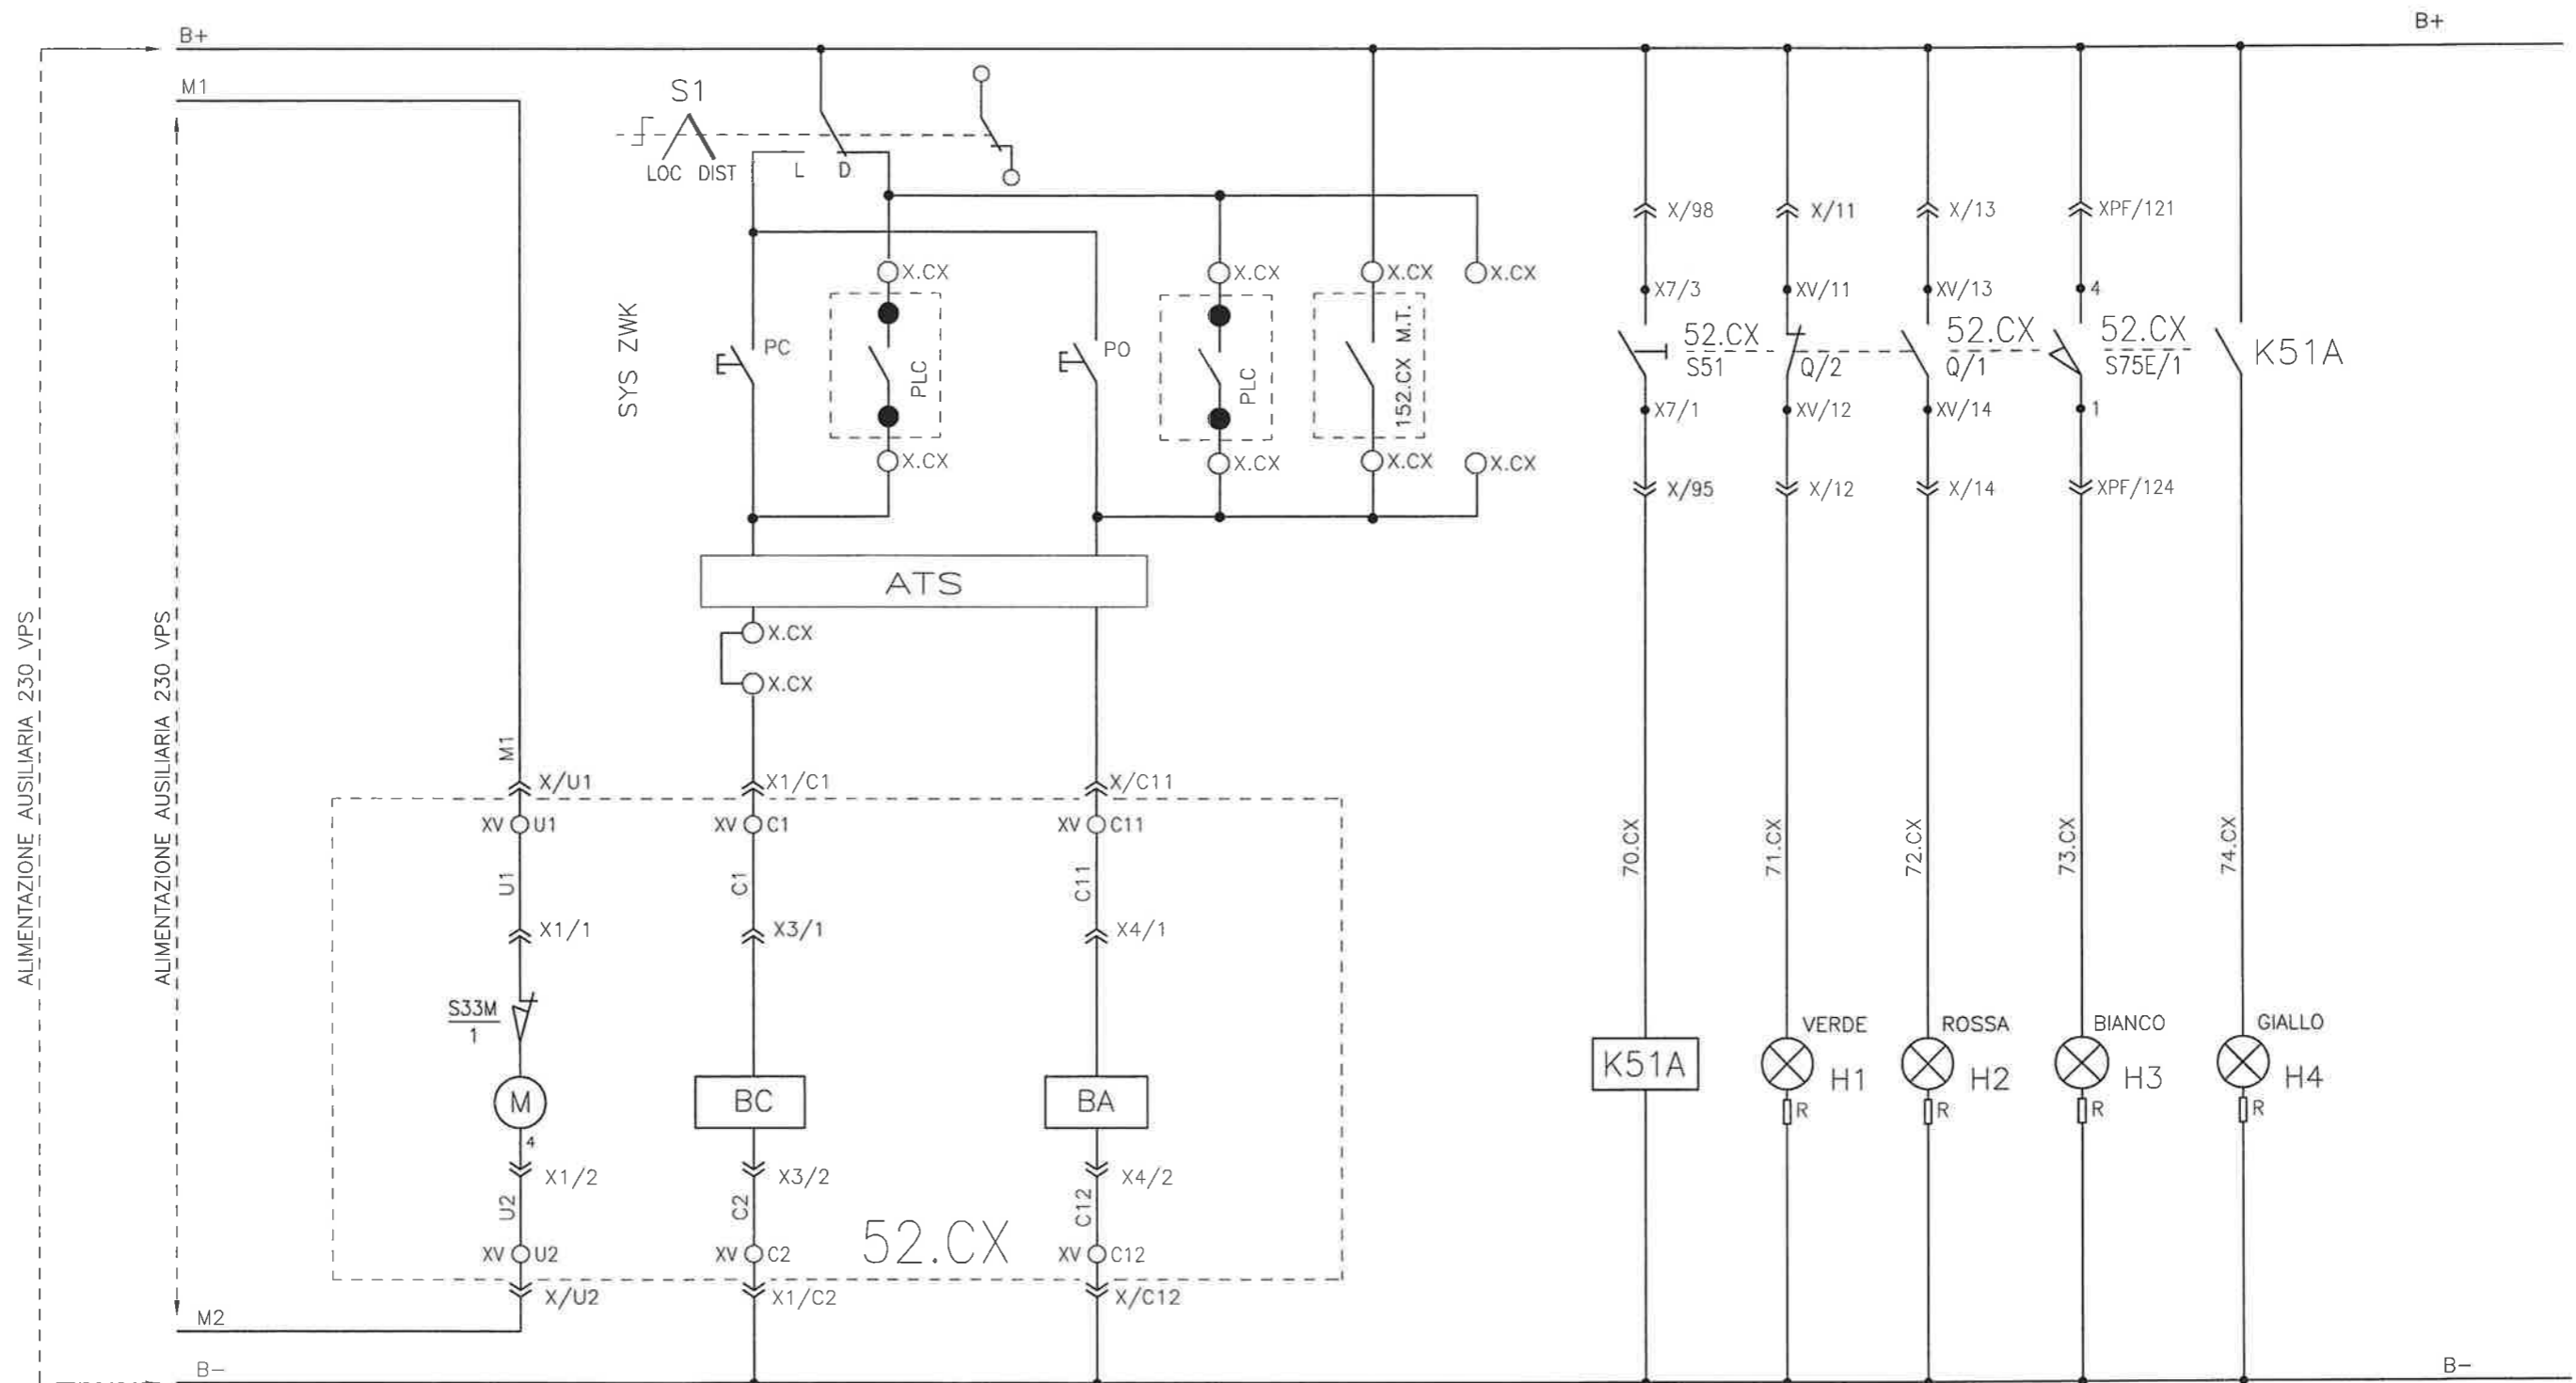 B+
B+
M1
S1
LOC DIST
L
D
X/98
X/11
X/13
XPF/121
X.CX
X.CX
X.CX
X.CX
X7/3
XV/11
XV/13
4
SYS ZWK
PC
PLC
PO
PLC
152.CX M.T.
52.CX
S51
Q/2
52.CX
Q/1
52.CX
S75E/1
K51A
X7/1
XV/12
XV/14
1
X.CX
X.CX
X.CX
X.CX
X/95
X/12
X/14
XPF/124
ATS
X.CX
X.CX
ALIMENTAZIONE AUSILIARIA 230 VPS
ALIMENTAZIONE AUSILIARIA 230 VPS
M1
X/U1
X1/C1
X/C11
XV U1
XV C1
XV C11
U1
C1
C11
70.CX
71.CX
72.CX
73.CX
74.CX
X1/1
X3/1
X4/1
S33M
1
VERDE
ROSSA
BIANCO
GIALLO
K51A
H1
H2
H3
H4
M
BC
BA
R
R
R
R
4
X1/2
X3/2
X4/2
U2
C2
C12
52.CX
XV U2
XV C2
XV C12
X/U2
X1/C2
X/C12
M2
B-
B-